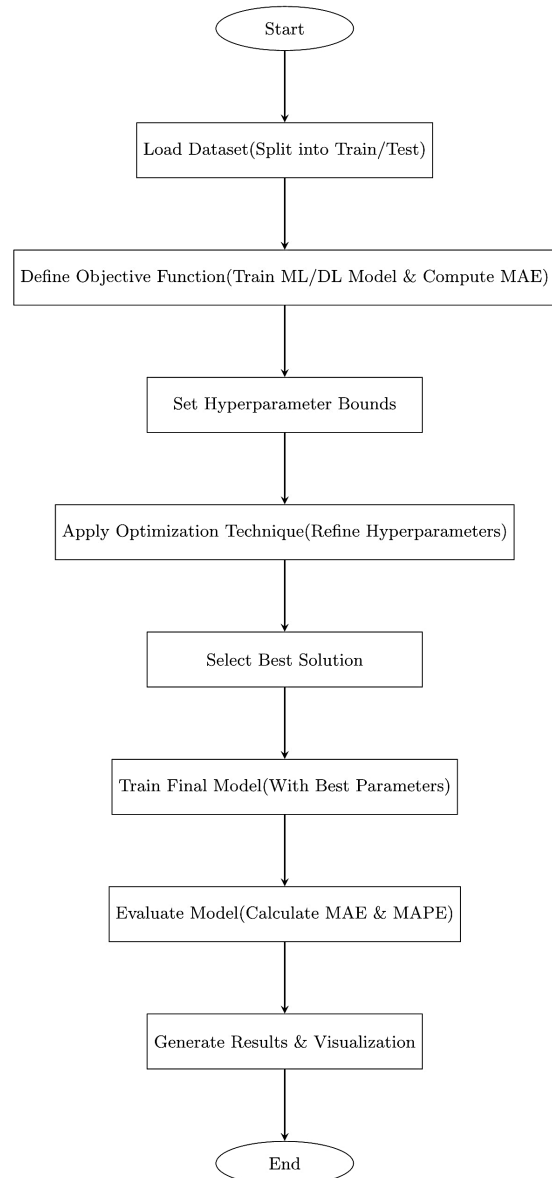 Start
Load Dataset(Split into Train/Test)
Define Objective Function(Train ML/DL Model & Compute MAE)
Set Hyperparameter Bounds
Apply Optimization Technique(Refine Hyperparameters)
Select Best Solution
Train Final Model(With Best Parameters)
Evaluate Model(Calculate MAE & MAPE)
Generate Results & Visualization
End